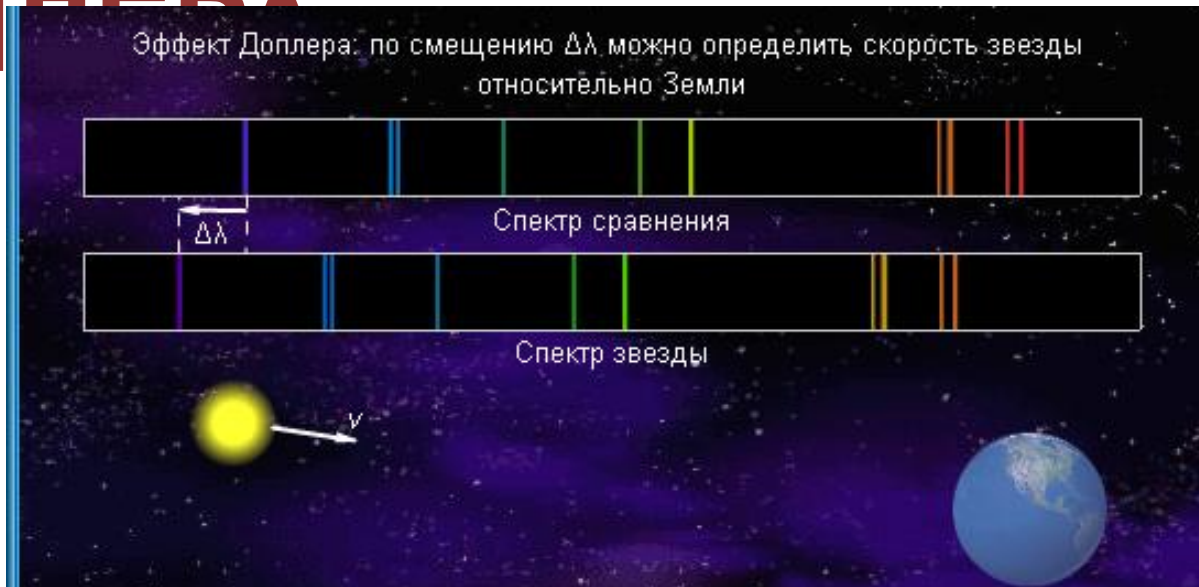 Эффект Доплера: по смещению Δλ можно определить скорость звезды
относительно Земли
Спектр сравнения
Δλ
Спектр звезды
v